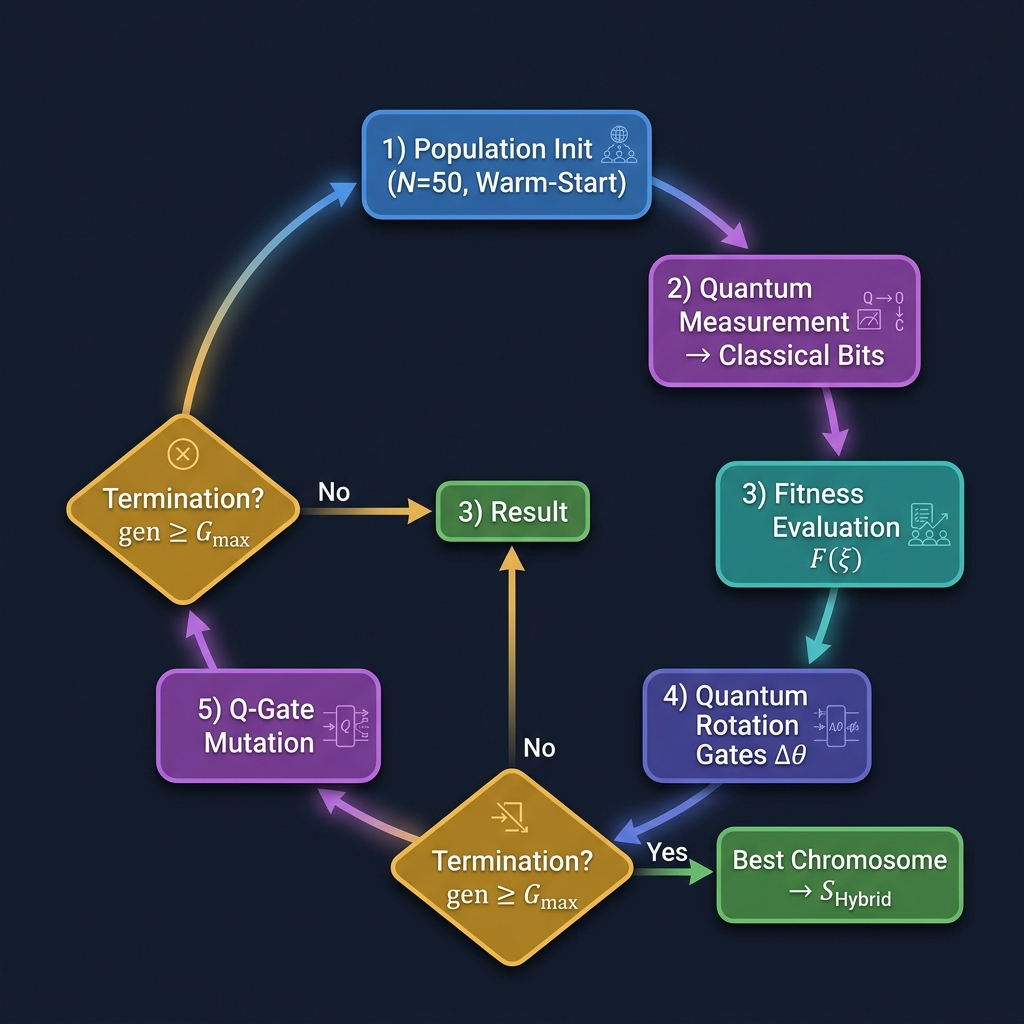 1) Population Init
(N=50, Warm-Start)
2) Quantum
Measurement
→ Classical Bits
Q→0
↓
C
Termination?
gen ≥ Gmax
No
3) Result
3) Fitness
Evaluation
F(ξ)
5) Q-Gate
Mutation
Q
4) Quantum
Rotation
Gates Δθ
No
Termination?
gen ≥ Gmax
Yes
Best Chromosome
→ SHybrid